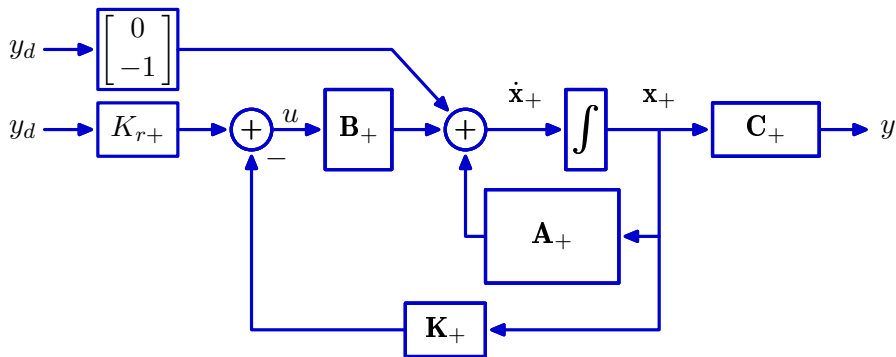 y_d
[0
-1]
y_d
K_{r+}
+
−
u
B_+
+
ẋ_+
∫
x_+
C_+
y
A_+
K_+